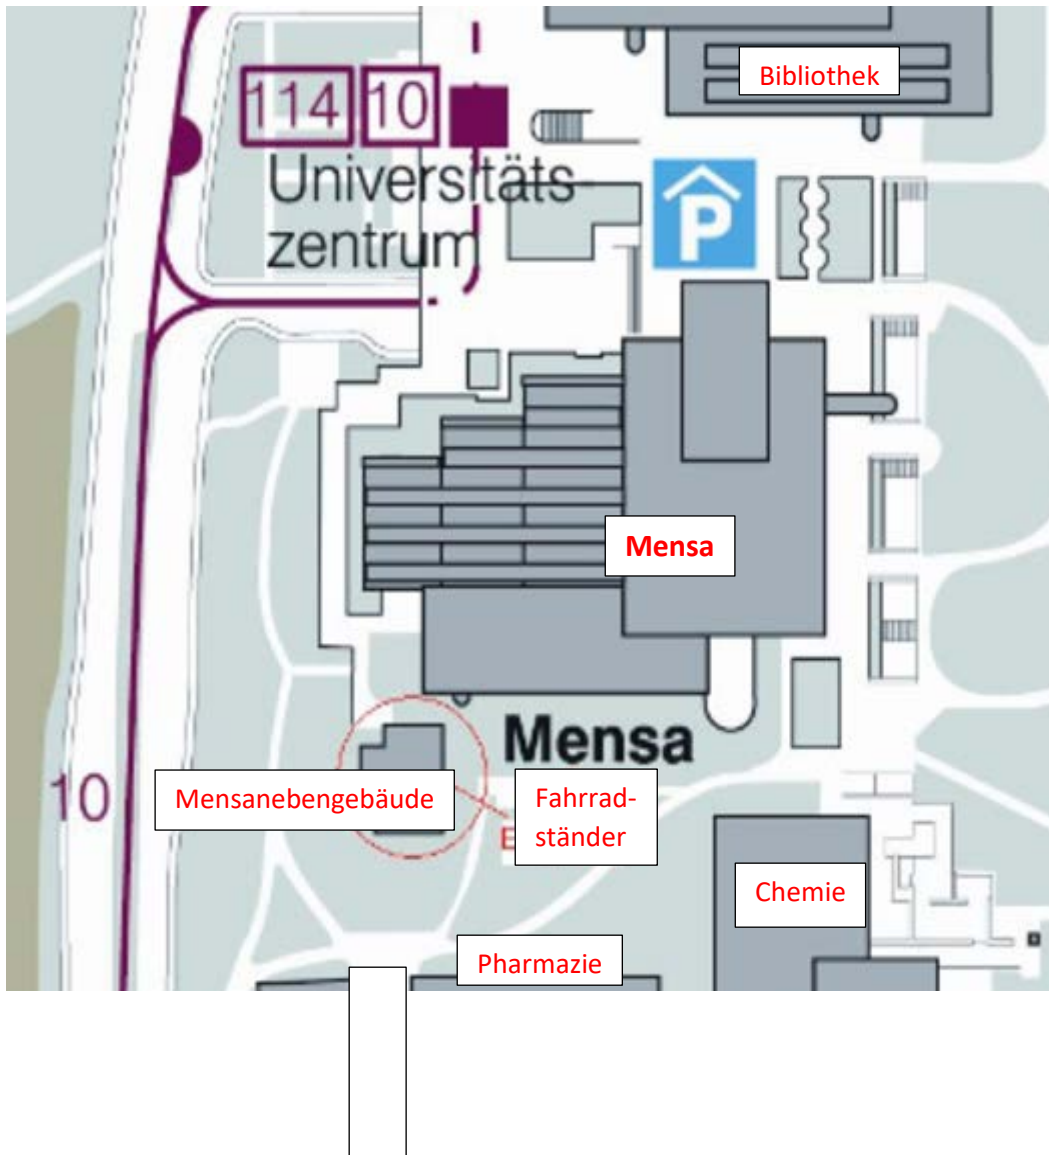 Bibliothek
114 10
Universitäts-
zentrum
P
Mensa
Mensa
10
Mensanebengebäude
Fahrrad-
ständer
Chemie
Pharmazie